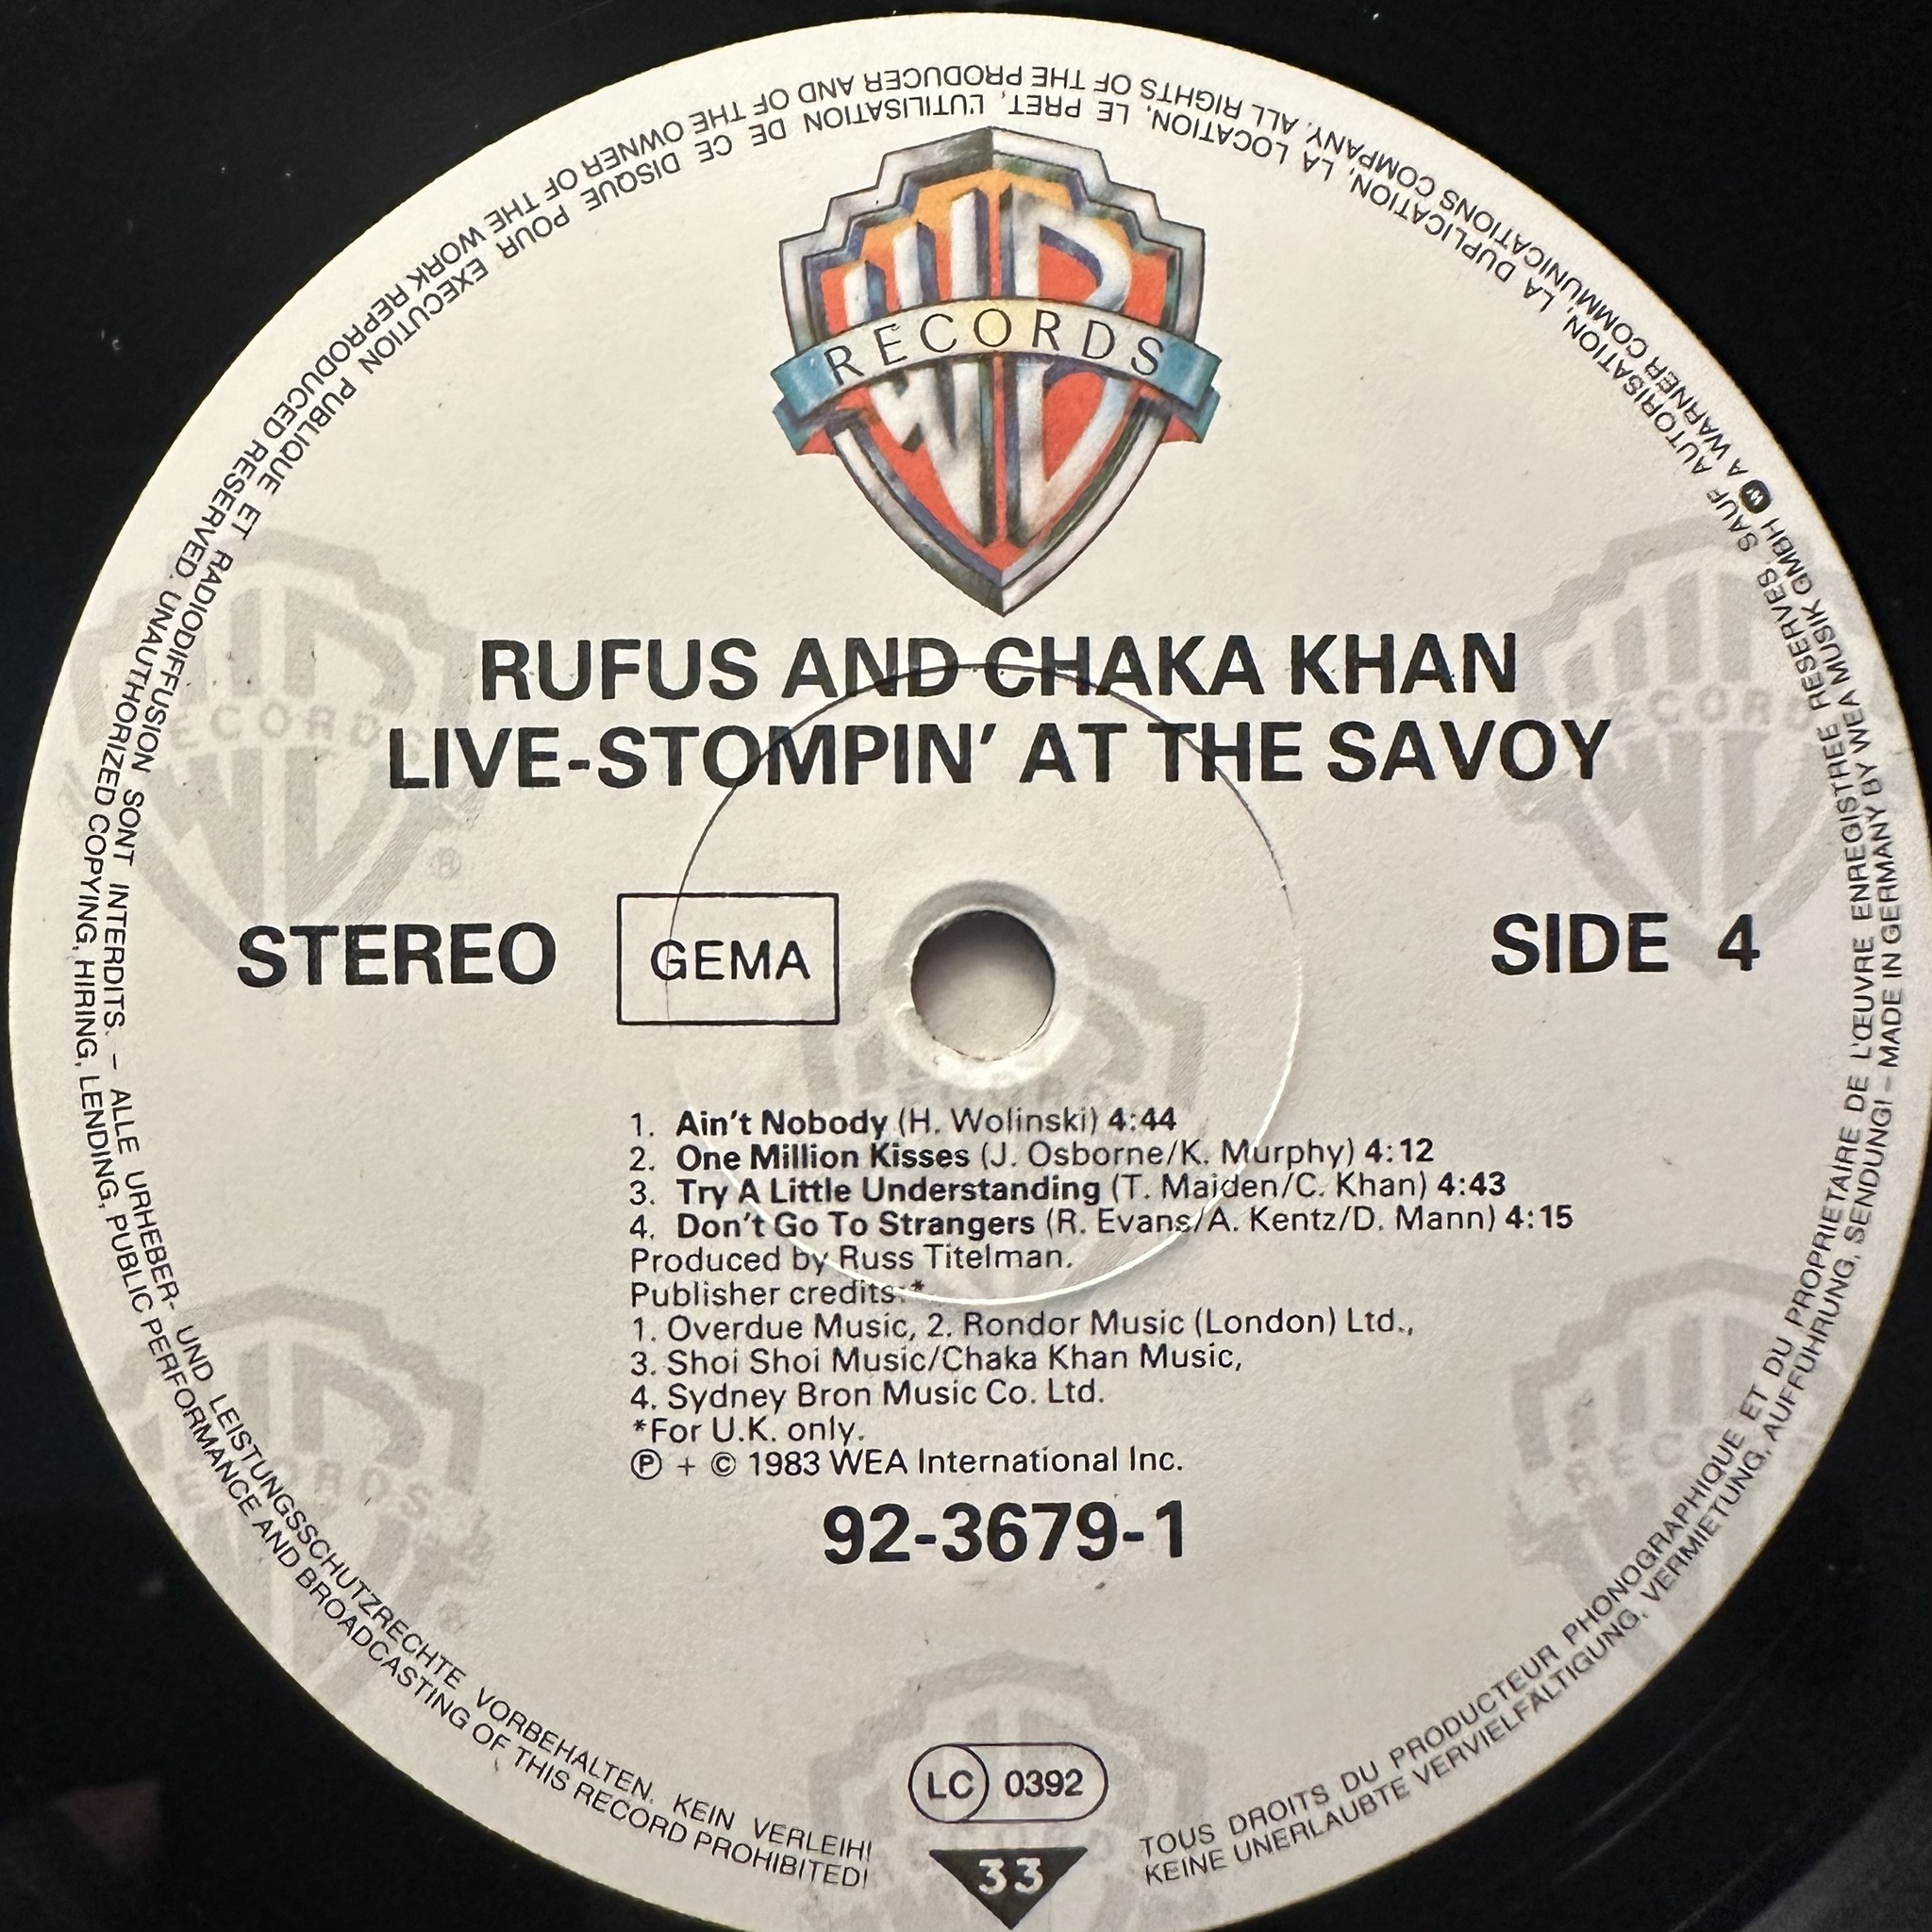 RECORDS
RUFUS AND CHAKA KHAN
LIVE-STOMPIN' AT THE SAVOY
STEREO
GEMA
SIDE 4
1. Ain't Nobody (H. Wolinski) 4:44
2. One Million Kisses (J. Osborne/K. Murphy) 4:12
3. Try A Little Understanding (T. Maiden/C. Khan) 4:43
4. Don't Go To Strangers (R. Evans/A. Kentz/D. Mann) 4:15
Produced by Russ Titelman.
Publisher credits:*
1. Overdue Music, 2. Rondor Music (London) Ltd.,
3. Shoi Shoi Music/Chaka Khan Music,
4. Sydney Bron Music Co. Ltd.
*For U.K. only.
Ⓟ + © 1983 WEA International Inc.
92-3679-1
LC 0392
33
TOUS DROITS DU PRODUCTEUR PHONOGRAPHIQUE ET DU PROPRIETAIRE DE L'ŒUVRE ENREGISTREE RESERVES. SAUF AUTORISATION, LA DUPLICATION, LA LOCATION, LE PRET, L'UTILISATION DE CE DISQUE POUR EXECUTION PUBLIQUE ET RADIODIFFUSION SONT INTERDITS. – ALLE URHEBER- UND LEISTUNGSSCHUTZRECHTE VORBEHALTEN. KEIN VERLEIH!
KEINE UNERLAUBTE VERVIELFÄLTIGUNG, VERMIETUNG, AUFFÜHRUNG, SENDUNG! – MADE IN GERMANY BY WEA MUSIK GMBH W A WARNER COMMUNICATIONS COMPANY. ALL RIGHTS OF THE PRODUCER AND OF THE OWNER OF THE WORK REPRODUCED RESERVED. UNAUTHORIZED COPYING, HIRING, LENDING, PUBLIC PERFORMANCE AND BROADCASTING OF THIS RECORD PROHIBITED!